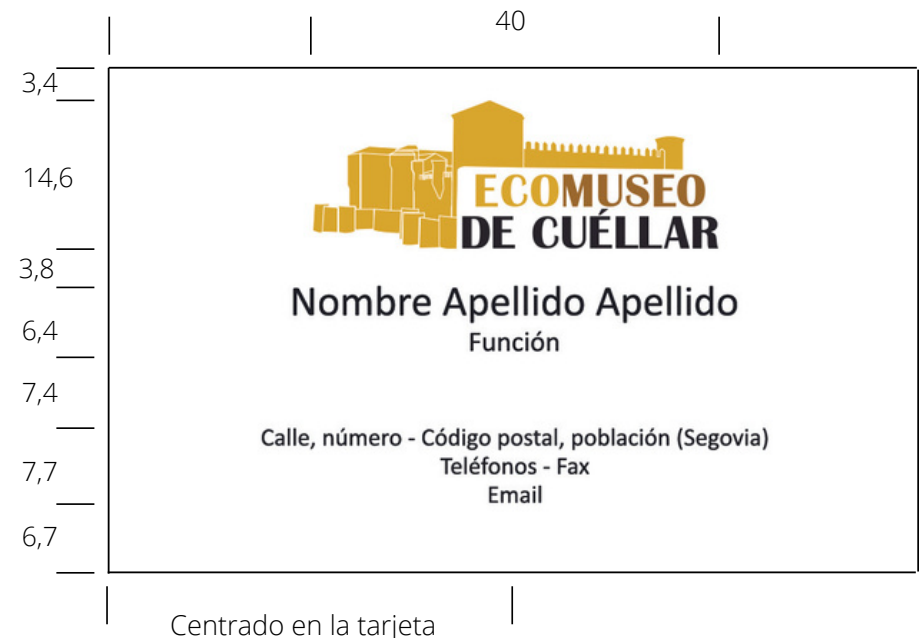 40
3,4
14,6
ECOMUSEO
DE CUÉLLAR
3,8
Nombre Apellido Apellido
6,4
Función
7,4
Calle, número - Código postal, población (Segovia)
7,7
Teléfonos - Fax
Email
6,7
Centrado en la tarjeta